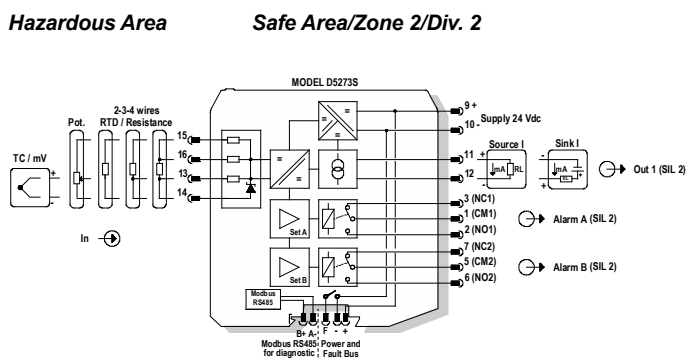 Hazardous Area
Safe Area/Zone 2/Div. 2
MODEL D5273S
2-3-4 wires
Pot. RTD / Resistance
TC / mV
+
-
In
15
16
13
14
=
=
=
=
Set A
Set B
Modbus
RS485
B+ A- F - +
Modbus RS485 Power and
for diagnostic Fault Bus
9 +
10 - Supply 24 Vdc
11
12
Source I
+
mA RL
-
Sink I
-
mA
RL
+
+
Out 1 (SIL 2)
3 (NC1)
1 (CM1)
2 (NO1)
Alarm A (SIL 2)
7 (NC2)
5 (CM2)
6 (NO2)
Alarm B (SIL 2)